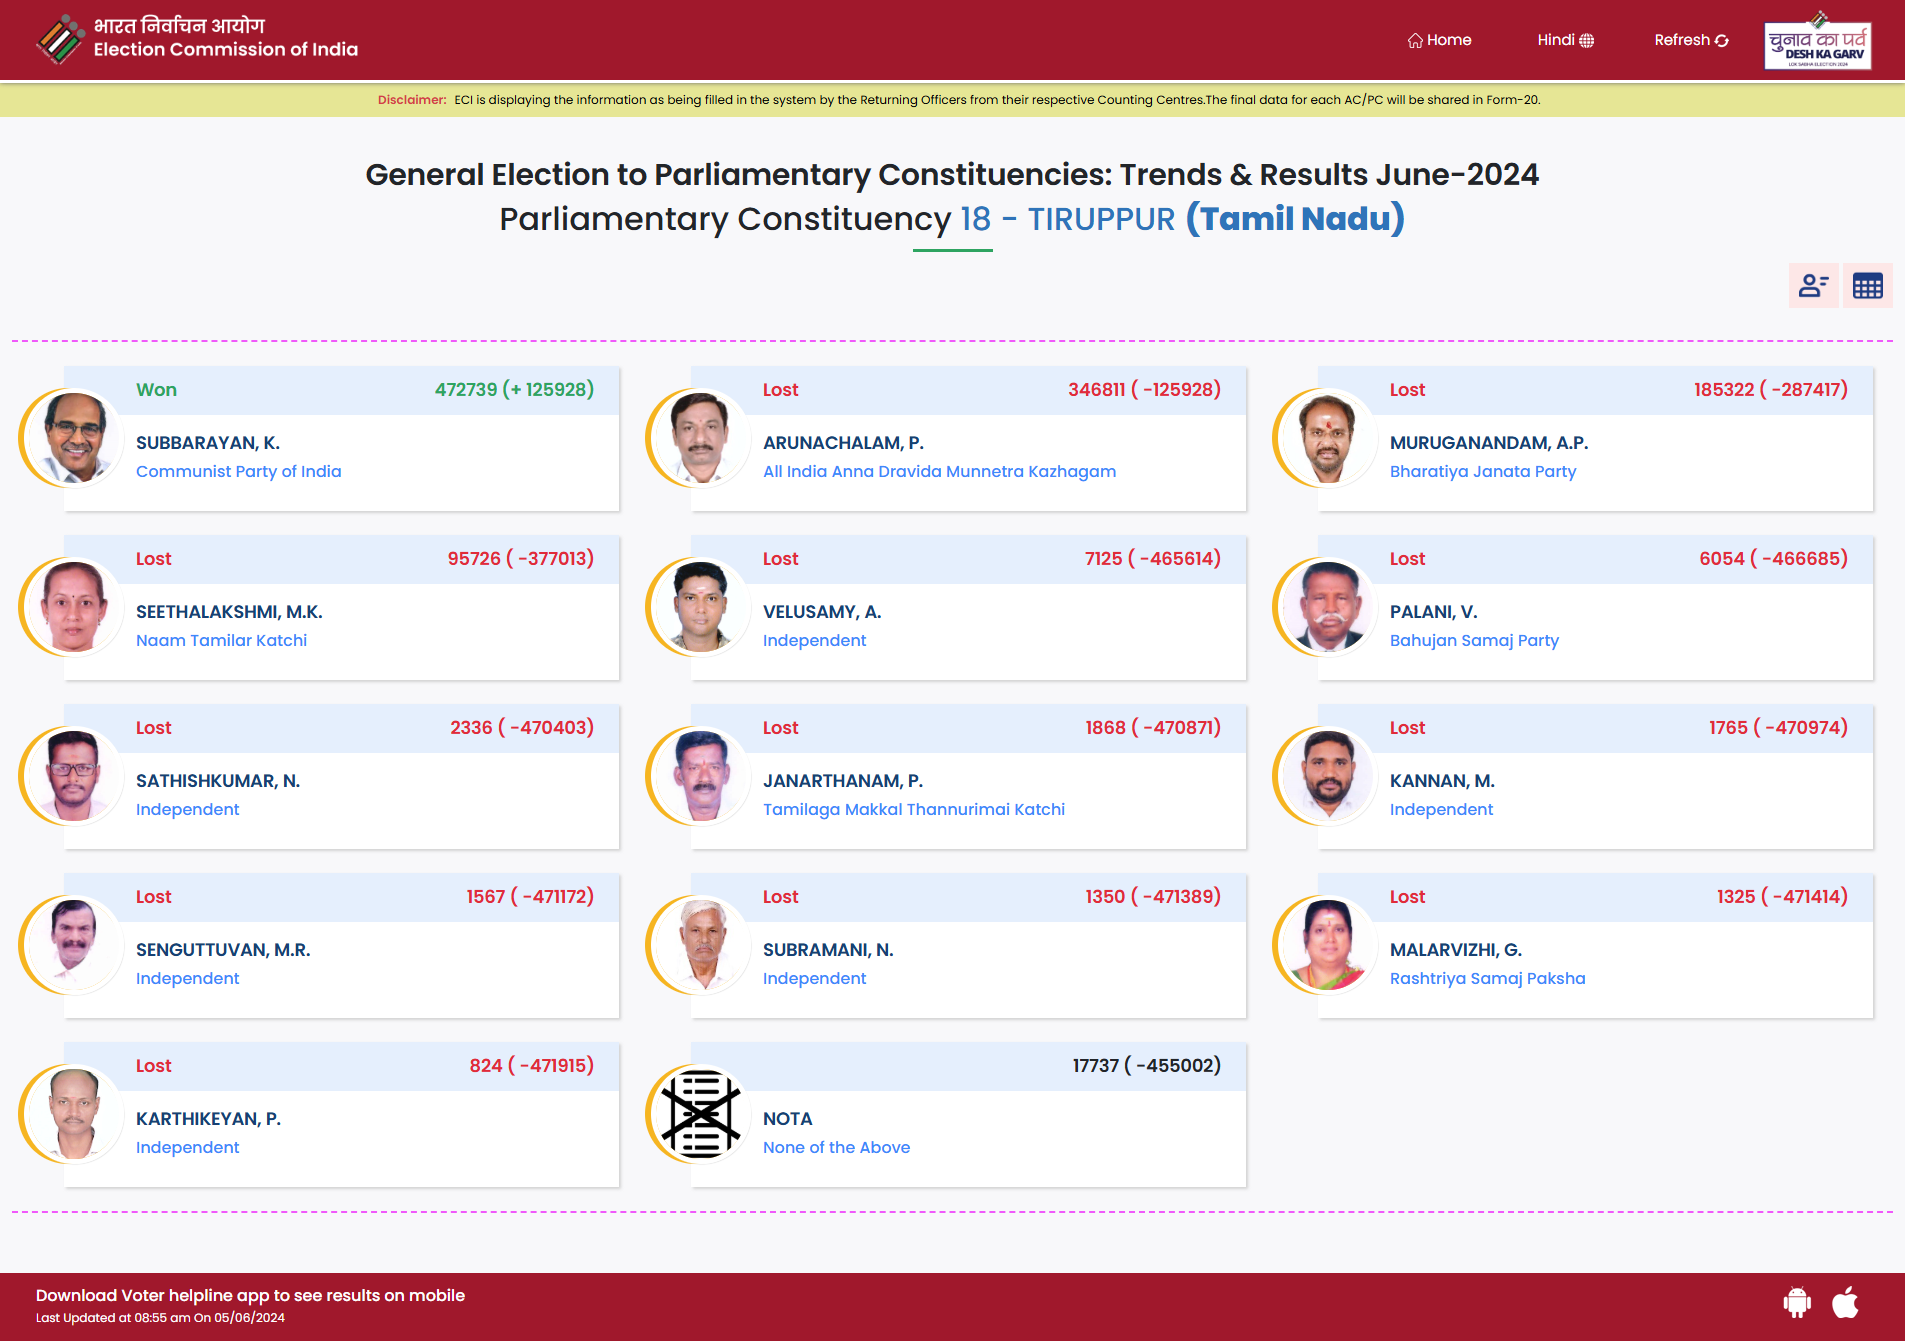 भारत निर्वाचन आयोग
Election Commission of India
Home
Hindi
Refresh
चुनाव का पर्व
DESH KA GARV
LOK SABHA ELECTION 2024
Disclaimer: ECI is displaying the information as being filled in the system by the Returning Officers from their respective Counting Centres.The final data for each AC/PC will be shared in Form-20.
General Election to Parliamentary Constituencies: Trends & Results June-2024
Parliamentary Constituency 18 - TIRUPPUR (Tamil Nadu)
Won 472739 (+ 125928)
SUBBARAYAN, K.
Communist Party of India
Lost 346811 ( -125928)
ARUNACHALAM, P.
All India Anna Dravida Munnetra Kazhagam
Lost 185322 ( -287417)
MURUGANANDAM, A.P.
Bharatiya Janata Party
Lost 95726 ( -377013)
SEETHALAKSHMI, M.K.
Naam Tamilar Katchi
Lost 7125 ( -465614)
VELUSAMY, A.
Independent
Lost 6054 ( -466685)
PALANI, V.
Bahujan Samaj Party
Lost 2336 ( -470403)
SATHISHKUMAR, N.
Independent
Lost 1868 ( -470871)
JANARTHANAM, P.
Tamilaga Makkal Thannurimai Katchi
Lost 1765 ( -470974)
KANNAN, M.
Independent
Lost 1567 ( -471172)
SENGUTTUVAN, M.R.
Independent
Lost 1350 ( -471389)
SUBRAMANI, N.
Independent
Lost 1325 ( -471414)
MALARVIZHI, G.
Rashtriya Samaj Paksha
Lost 824 ( -471915)
KARTHIKEYAN, P.
Independent
17737 ( -455002)
NOTA
None of the Above
Download Voter helpline app to see results on mobile
Last Updated at 08:55 am On 05/06/2024